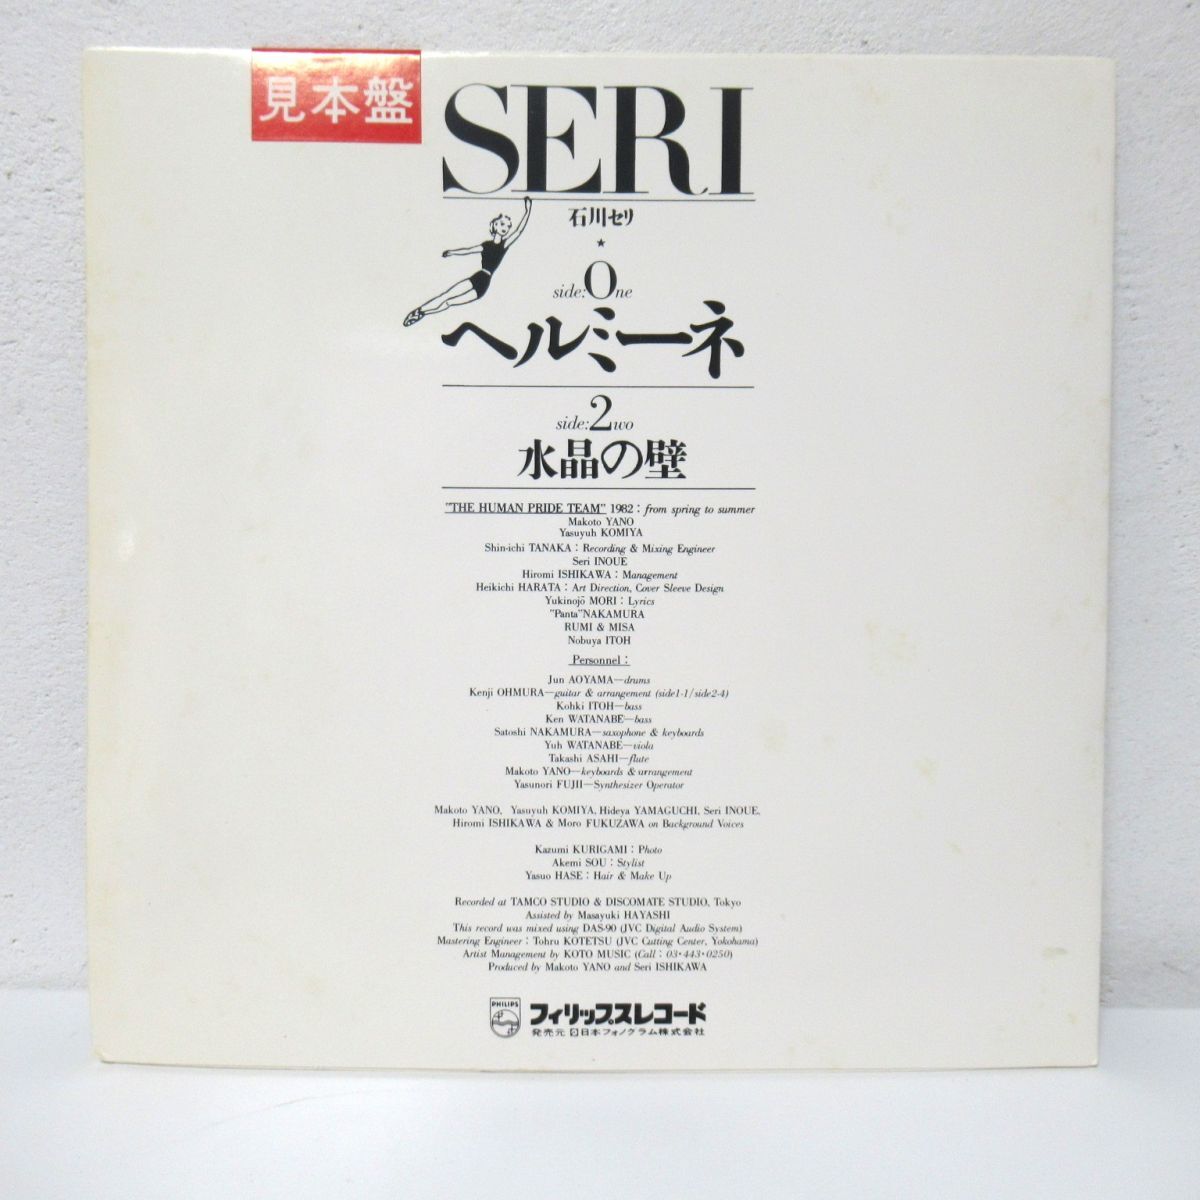 見本盤
SERI
石川セリ
★
side:One
ヘルミーネ
side:2wo
水晶の壁
"THE HUMAN PRIDE TEAM" 1982 : from spring to summer
Makoto YANO
Yasuyuh KOMIYA
Shin-ichi TANAKA : Recording & Mixing Engineer
Seri INOUE
Hiromi ISHIKAWA : Management
Heikichi HARATA : Art Direction, Cover Sleeve Design
Yukinojō MORI : Lyrics
"Panta"NAKAMURA
RUMI & MISA
Nobuya ITOH
Personnel :
Jun AOYAMA—drums
Kenji OHMURA—guitar & arrangement (side1-1/side2-4)
Kohki ITOH—bass
Ken WATANABE—bass
Satoshi NAKAMURA—saxophone & keyboards
Yuh WATANABE—viola
Takashi ASAHI—flute
Makoto YANO—keyboards & arrangement
Yasunori FUJII—Synthesizer Operator
Makoto YANO, Yasuyuh KOMIYA, Hideya YAMAGUCHI, Seri INOUE,
Hiromi ISHIKAWA & Moro FUKUZAWA on Background Voices
Kazumi KURIGAMI : Photo
Akemi SOU : Stylist
Yasuo HASE : Hair & Make Up
Recorded at TAMCO STUDIO & DISCOMATE STUDIO, Tokyo
Assisted by Masayuki HAYASHI
This record was mixed using DAS-90 (JVC Digital Audio System)
Mastering Engineer : Tohru KOTETSU (JVC Cutting Center, Yokohama)
Artist Management by KOTO MUSIC (Call : 03・443・0250)
Produced by Makoto YANO and Seri ISHIKAWA
PHILIPS
フィリップスレコード
発売元 日本フォノグラム株式会社